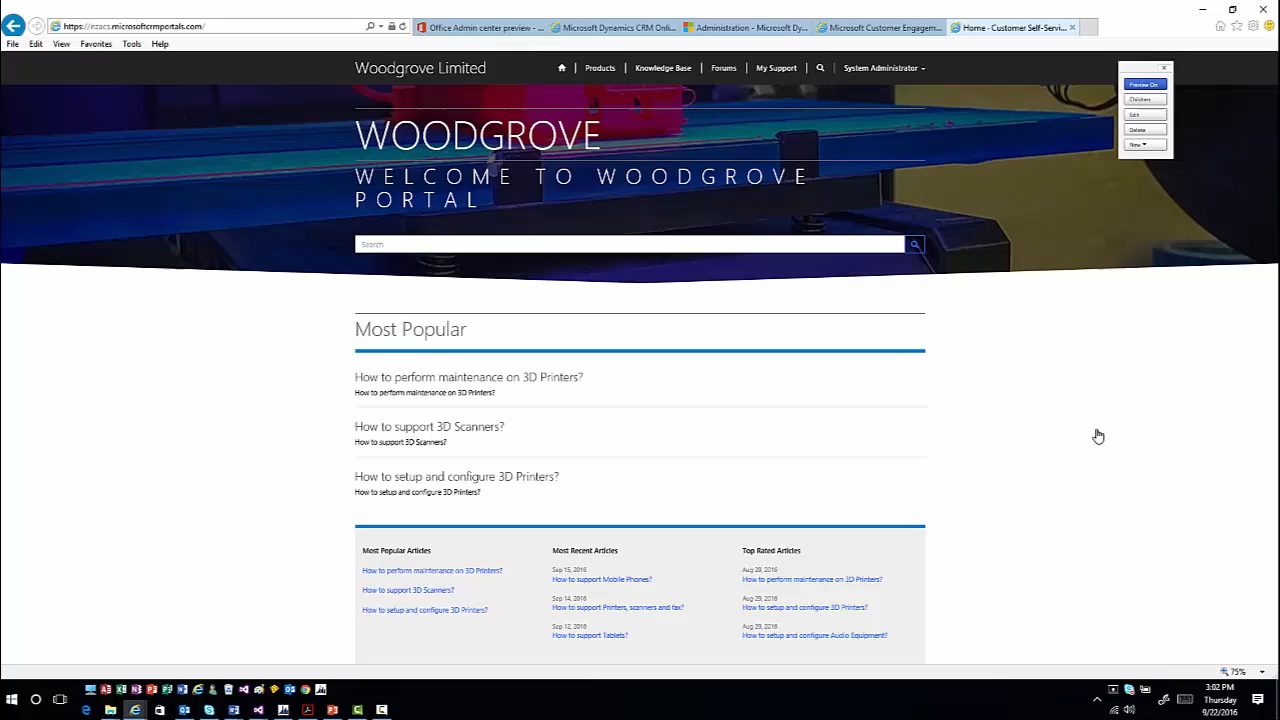 https://nzacs.microsoftcrmportals.com/
Office Admin center preview - ...
Microsoft Dynamics CRM Onli...
Administration - Microsoft Dy...
Microsoft Customer Engagem...
Home - Customer Self-Servi...
File Edit View Favorites Tools Help
Woodgrove Limited
Products
Knowledge Base
Forums
My Support
System Administrator
Preview On
Children
Edit
Delete
New
WOODGROVE
WELCOME TO WOODGROVE
PORTAL
Search
Most Popular
How to perform maintenance on 3D Printers?
How to perform maintenance on 3D Printers?
How to support 3D Scanners?
How to support 3D Scanners?
How to setup and configure 3D Printers?
How to setup and configure 3D Printers?
Most Popular Articles
How to perform maintenance on 3D Printers?
How to support 3D Scanners?
How to setup and configure 3D Printers?
Most Recent Articles
Sep 15, 2016
How to support Mobile Phones?
Sep 14, 2016
How to support Printers, scanners and fax?
Sep 12, 2016
How to support Tablets?
Top Rated Articles
Aug 29, 2016
How to perform maintenance on 3D Printers?
Aug 29, 2016
How to setup and configure 3D Printers?
Aug 29, 2016
How to setup and configure Audio Equipment?
75%
3:02 PM
Thursday
9/22/2016